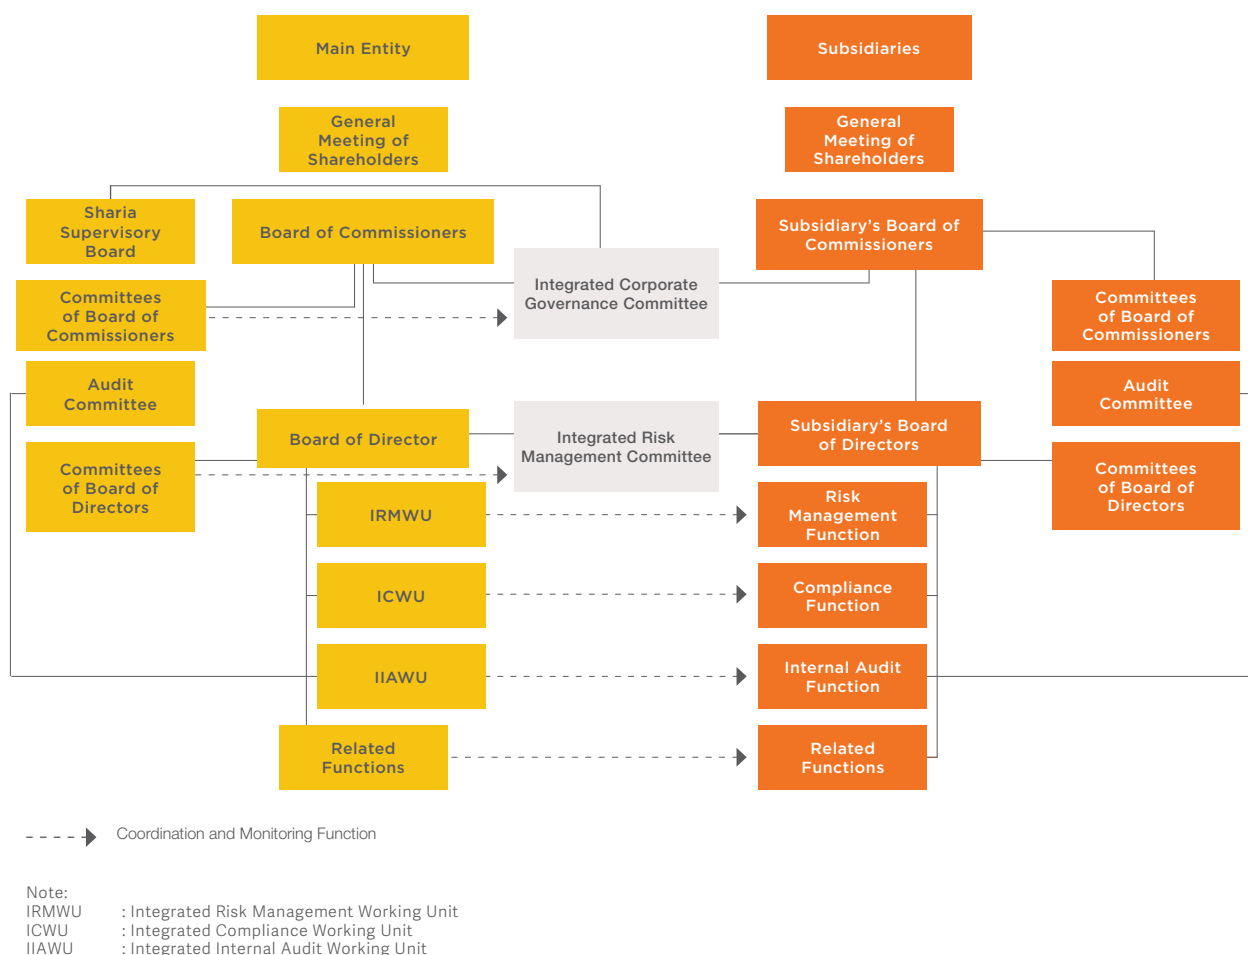 Main Entity
Subsidiaries
General
Meeting of
Shareholders
General
Meeting of
Shareholders
Sharia
Supervisory
Board
Board of Commissioners
Subsidiary's Board of
Commissioners
Integrated Corporate
Governance Committee
Committees
of Board of
Commissioners
Committees
of Board of
Commissioners
Audit
Committee
Audit
Committee
Board of Director
Integrated Risk
Management Committee
Subsidiary's Board
of Directors
Committees
of Board of
Directors
Committees
of Board of
Directors
IRMWU
Risk
Management
Function
ICWU
Compliance
Function
IIAWU
Internal Audit
Function
Related
Functions
Related
Functions
Coordination and Monitoring Function
Note:
IRMWU : Integrated Risk Management Working Unit
ICWU : Integrated Compliance Working Unit
IIAWU : Integrated Internal Audit Working Unit